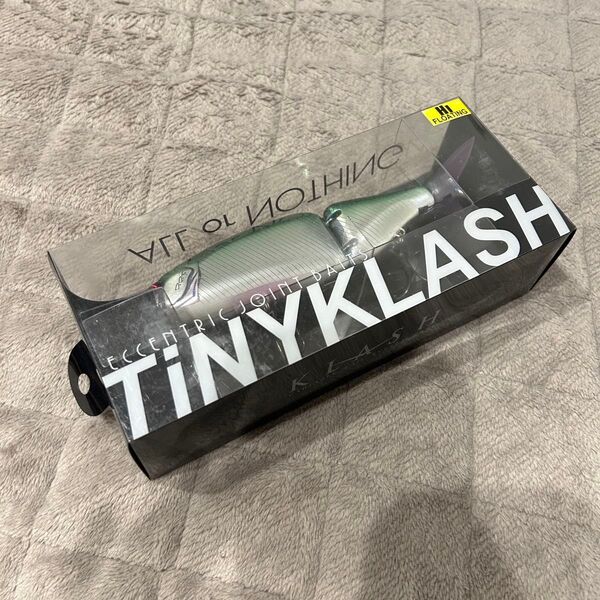 HI
FLOATING
ALL or NOTHING
ECCENTRIC JOINT BAITS
TiNYKLASH
KLASH